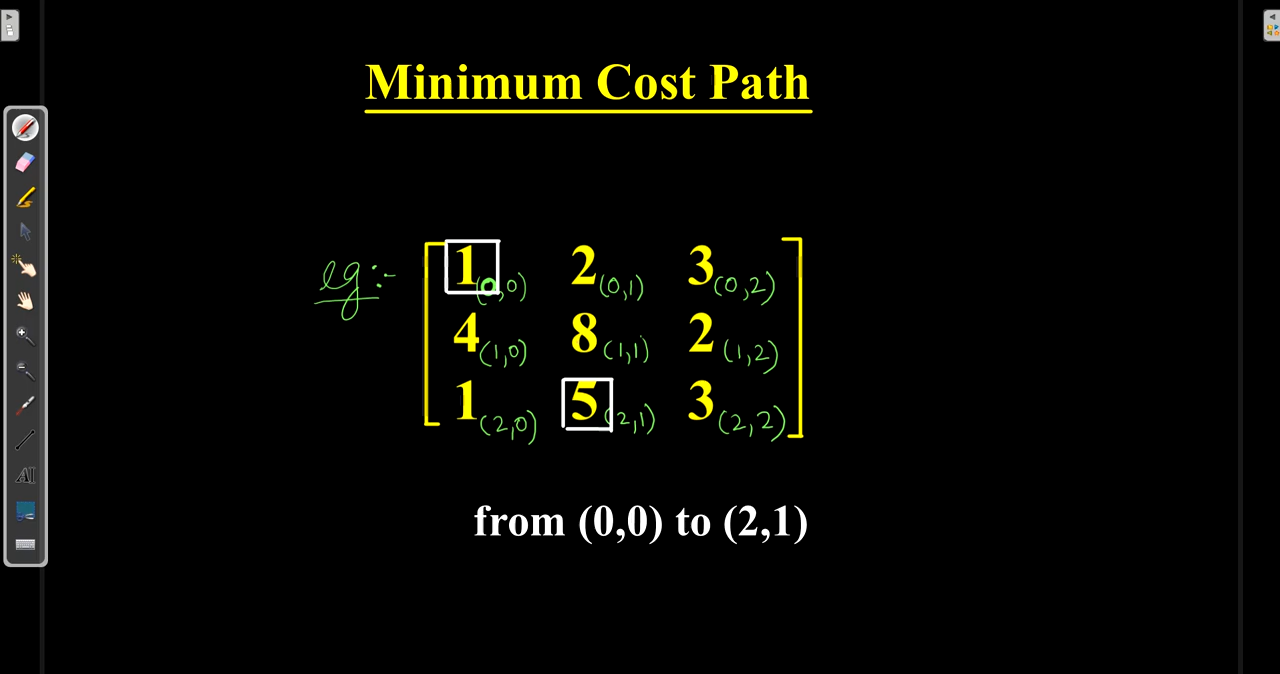 Minimum Cost Path
eg:- 1(0,0) 2(0,1) 3(0,2)
4(1,0) 8(1,1) 2(1,2)
1(2,0) 5(2,1) 3(2,2)
from (0,0) to (2,1)
AI